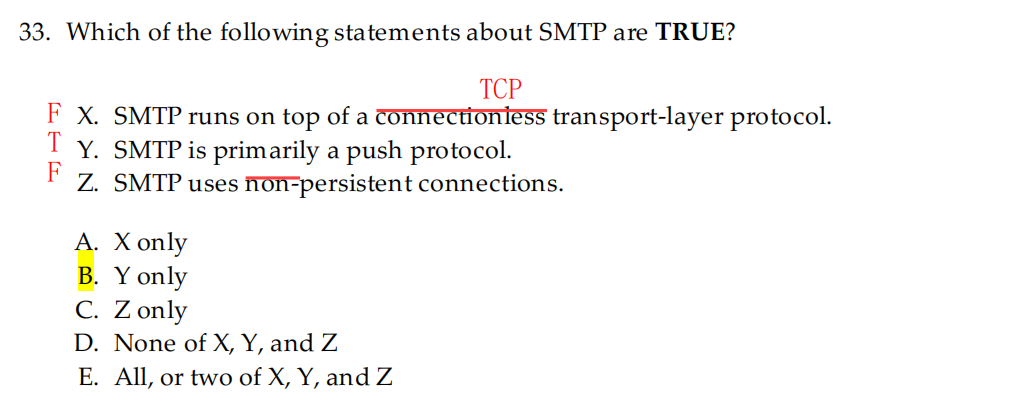 33. Which of the following statements about SMTP are TRUE?
TCP
F X. SMTP runs on top of a connectionless transport-layer protocol.
T Y. SMTP is primarily a push protocol.
F Z. SMTP uses non-persistent connections.
A. X only
B. Y only
C. Z only
D. None of X, Y, and Z
E. All, or two of X, Y, and Z